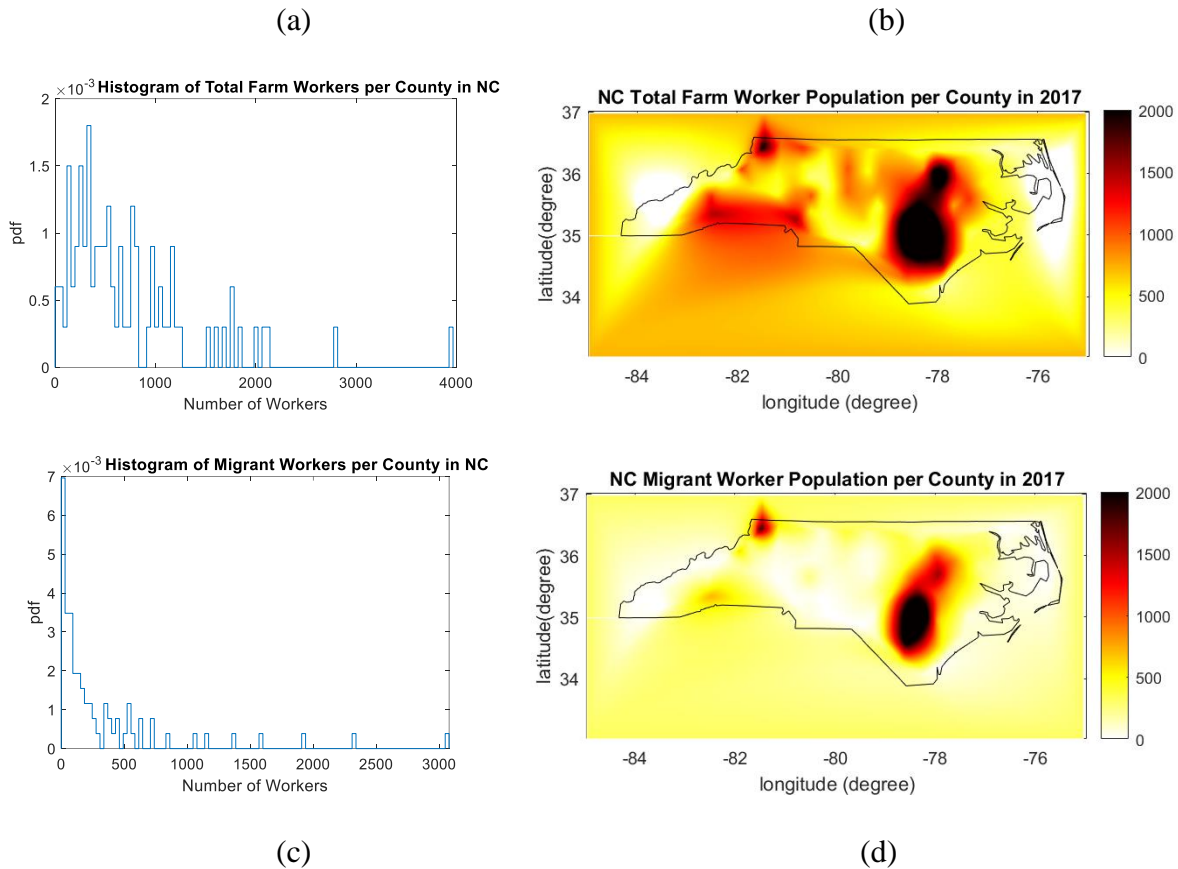 (a) (b)
×10⁻³ Histogram of Total Farm Workers per County in NC
2
1.5
1
0.5
0
pdf
0 1000 2000 3000 4000
Number of Workers
NC Total Farm Worker Population per County in 2017
37
36
35
34
latitude(degree)
-84 -82 -80 -78 -76
longitude (degree)
2000
1500
1000
500
0
×10⁻³ Histogram of Migrant Workers per County in NC
7
6
5
4
3
2
1
0
pdf
0 500 1000 1500 2000 2500 3000
Number of Workers
NC Migrant Worker Population per County in 2017
37
36
35
34
latitude(degree)
-84 -82 -80 -78 -76
longitude (degree)
2000
1500
1000
500
0
(c) (d)